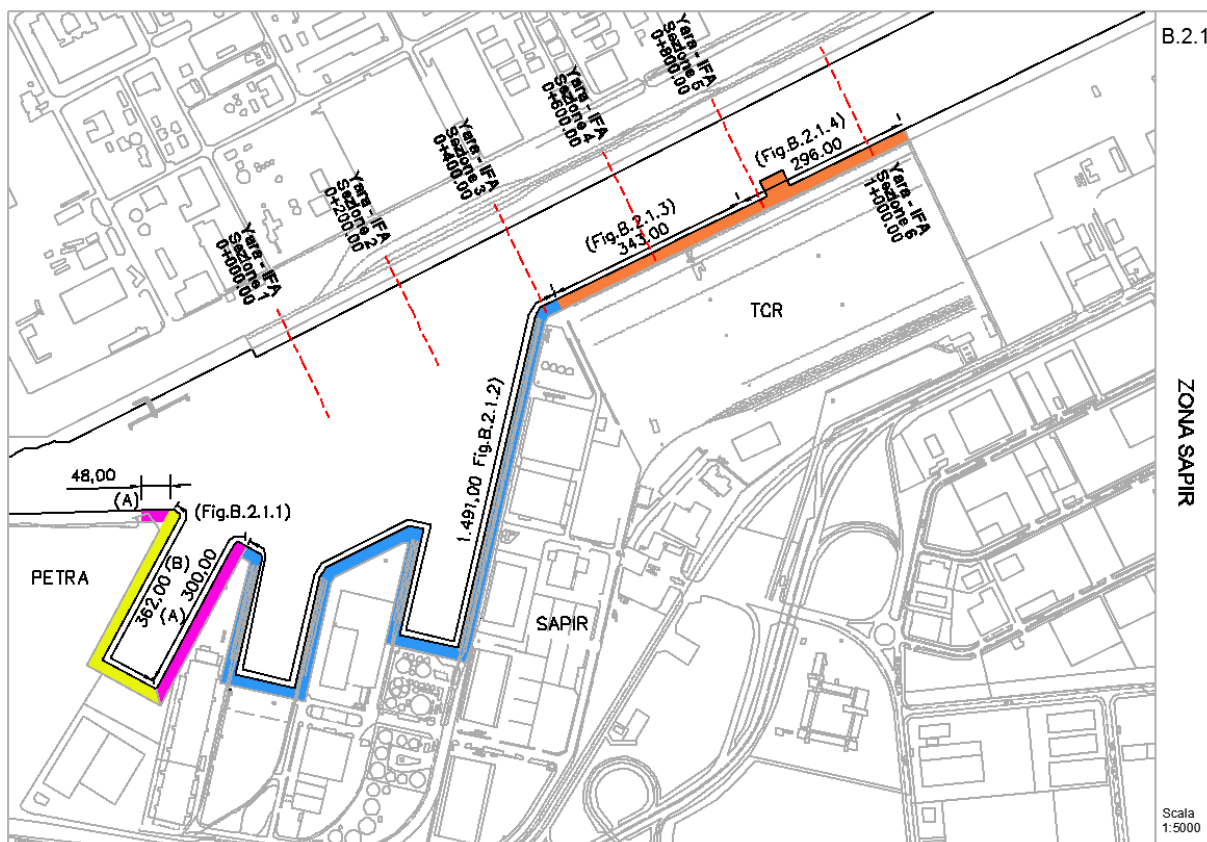 B.2.1
Yara - IFA
Sezione 1
0+000.00
Yara - IFA
Sezione 2
0+200.00
Yara - IFA
Sezione 3
0+400.00
Yara - IFA
Sezione 4
0+600.00
Yara - IFA
Sezione 5
0+800.00
Yara - IFA
Sezione 6
1+000.00
(Fig.B.2.1-4)
296.00
(Fig.B.2.1.3)
343.00
TCR
1.491,00 Fig.B.2.1.2)
48,00
(A)
(Fig.B.2.1.1)
PETRA
362,00 (B)
(A) 300,00
SAPIR
ZONA SAPIR
Scala
1:5000